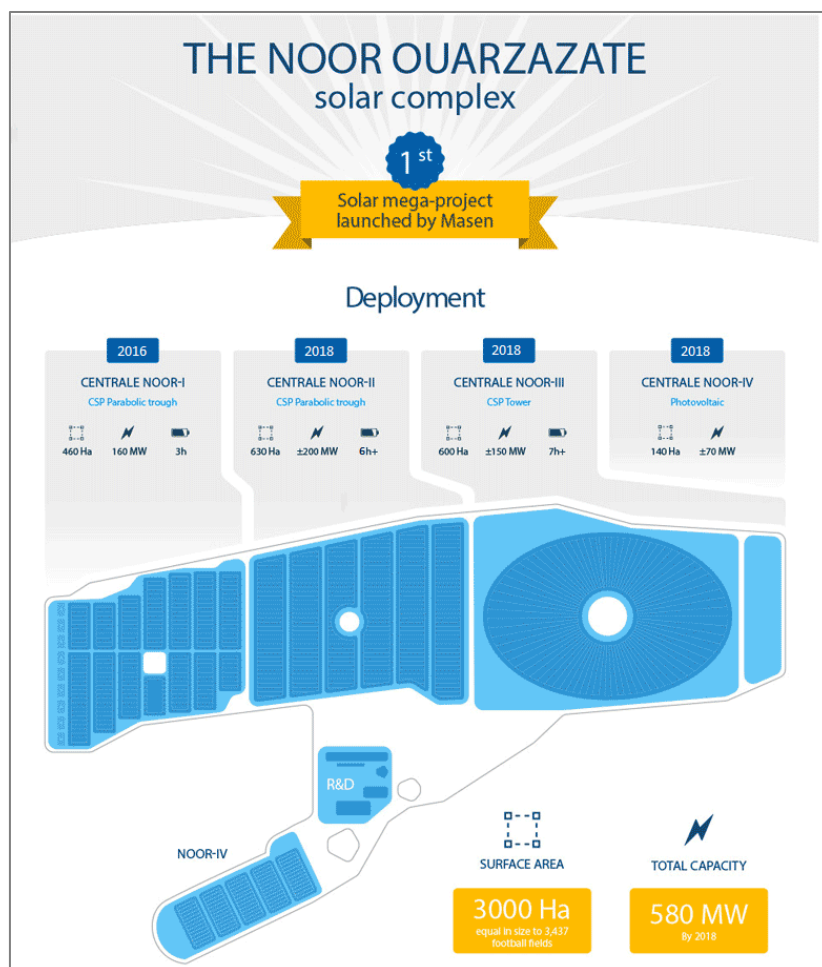 THE NOOR OUARZAZATE
solar complex
1 st
Solar mega-project
launched by Masen
Deployment
2016
CENTRALE NOOR-I
CSP Parabolic trough
460 Ha
160 MW
3h
2018
CENTRALE NOOR-II
CSP Parabolic trough
630 Ha
±200 MW
6h+
2018
CENTRALE NOOR-III
CSP Tower
600 Ha
±150 MW
7h+
2018
CENTRALE NOOR-IV
Photovoltaic
140 Ha
±70 MW
R&D
NOOR-IV
SURFACE AREA
3000 Ha
equal in size to 3,437
football fields
TOTAL CAPACITY
580 MW
By 2018